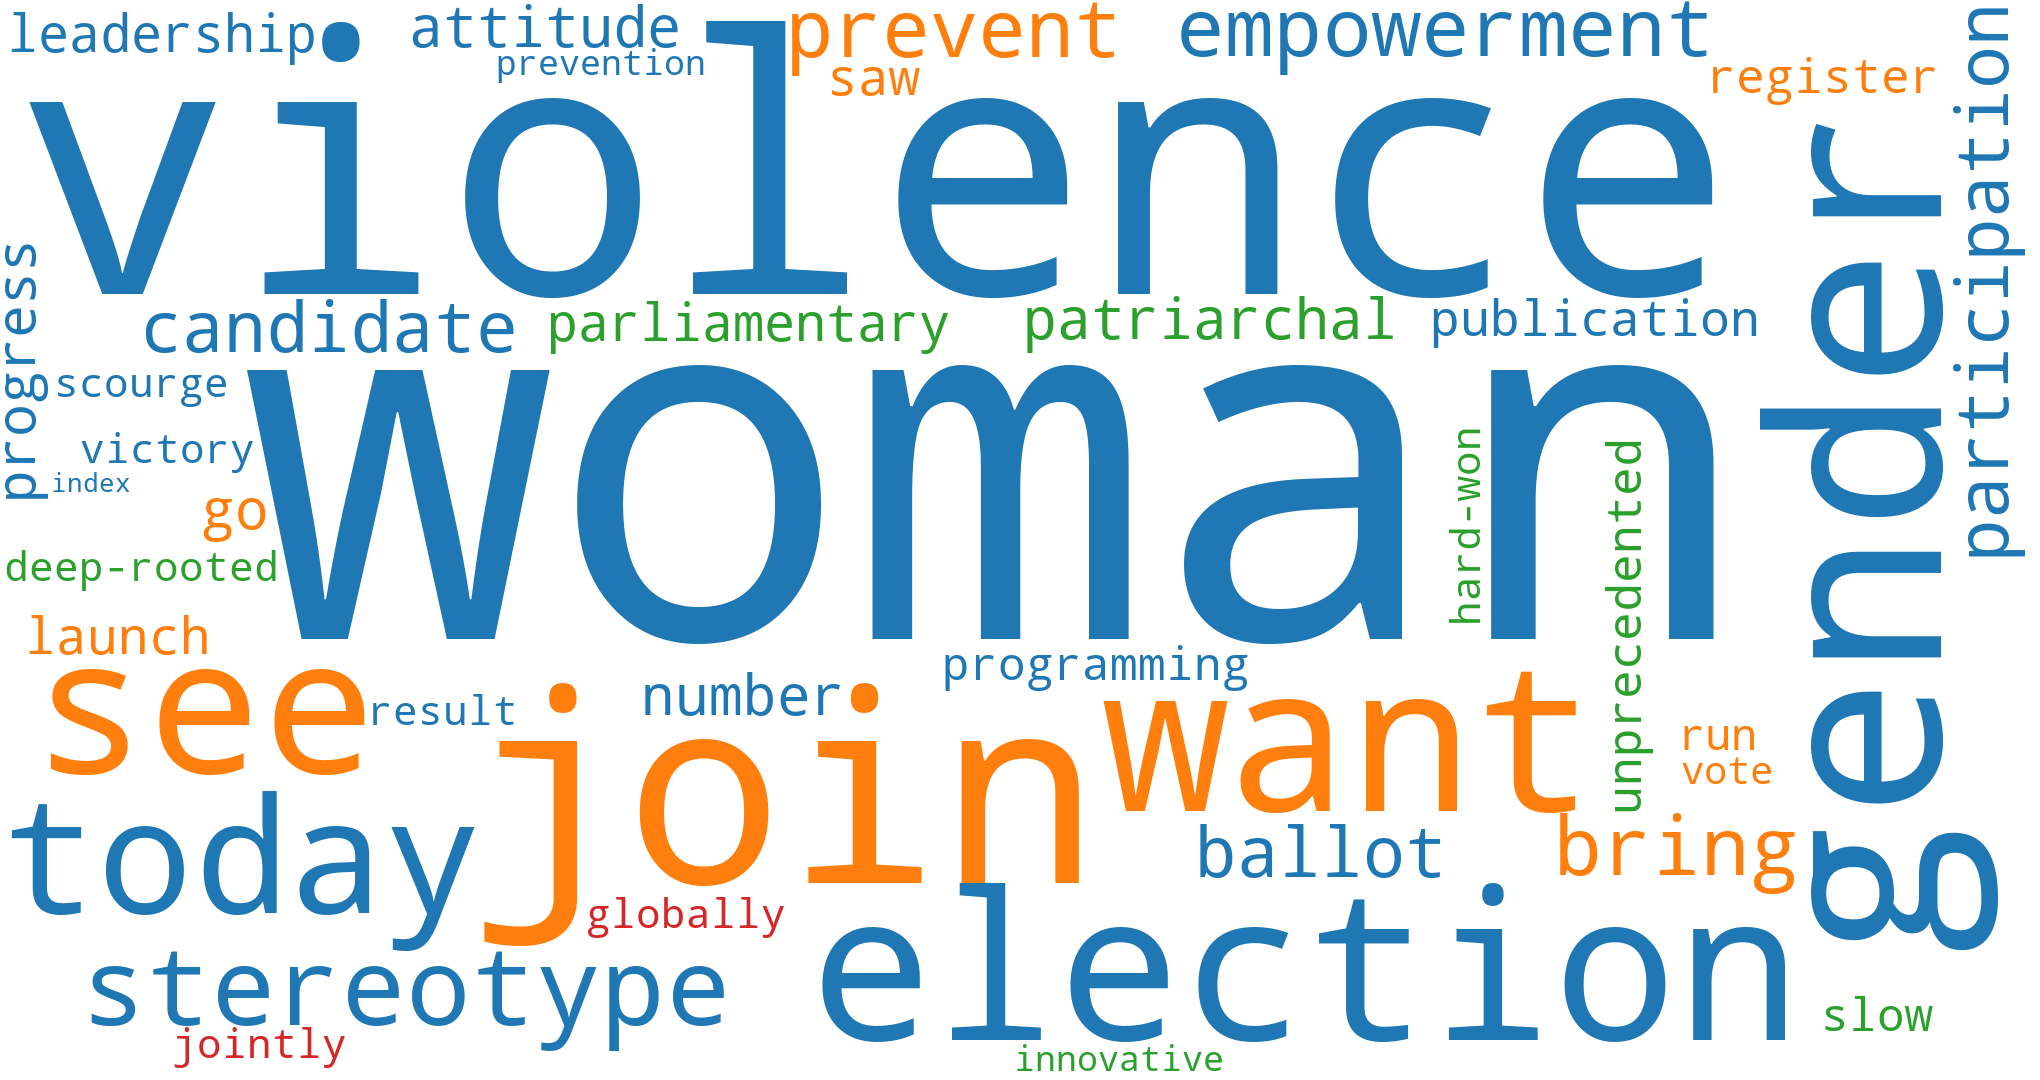 leadership
attitude
prevention
prevent
saw
empowerment
register
participation
violence
gender
progress
candidate
parliamentary
patriarchal
publication
scourge
victory
index
go
deep-rooted
woman
hard-won
unprecedented
launch
see
result
number
programming
join
want
run
vote
today
ballot
bring
globally
stereotype
election
jointly
innovative
slow